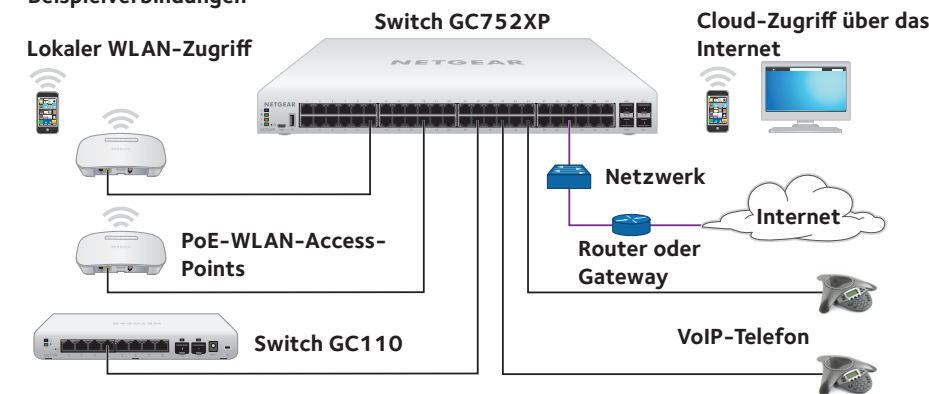 Beispielverbindungen
Switch GC752XP
Cloud-Zugriff über das
Internet
Lokaler WLAN-Zugriff
NETGEAR
NETGEAR
Netzwerk
Internet
PoE-WLAN-Access-
Points
Router oder
Gateway
Switch GC110
VoIP-Telefon